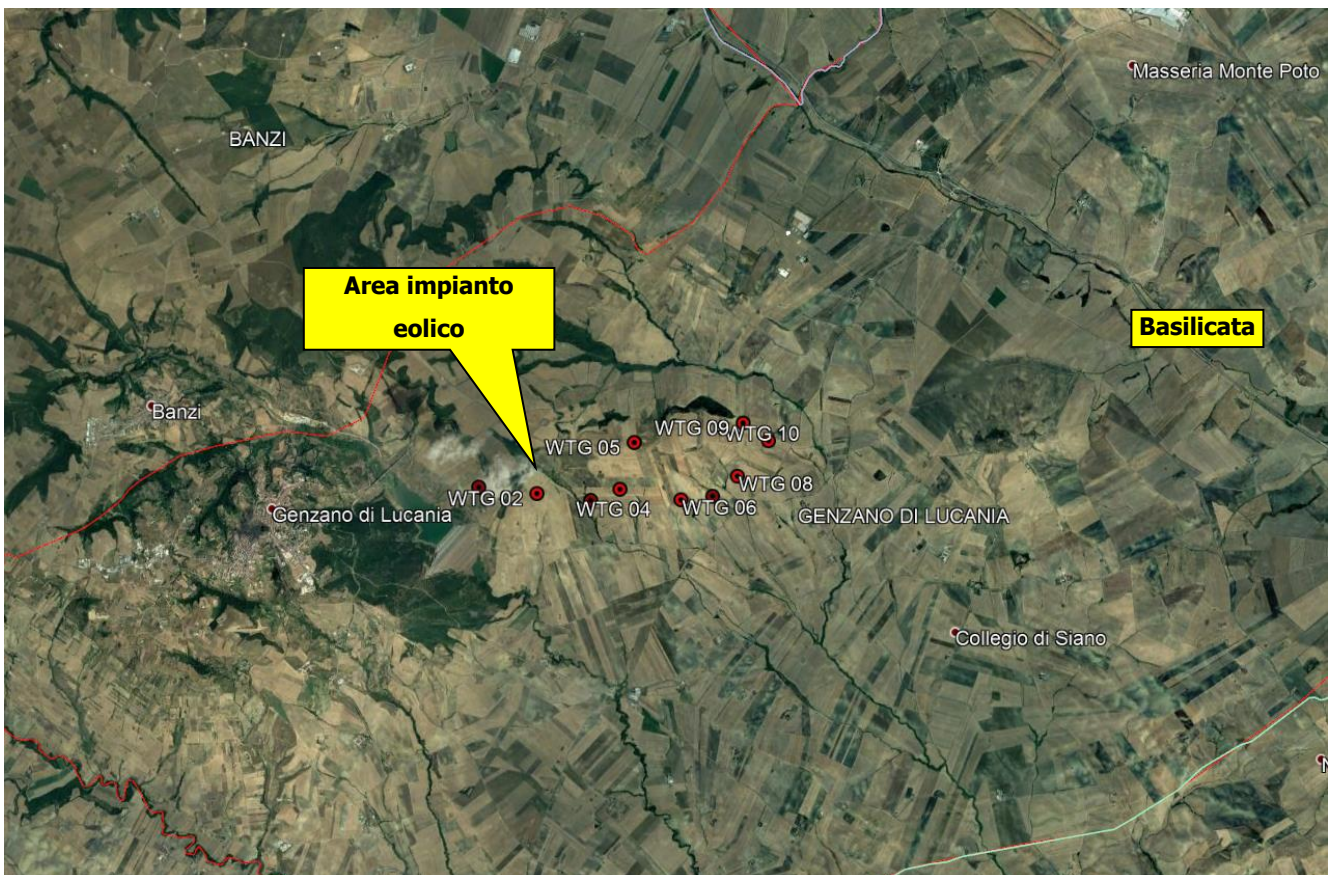 Masseria Monte Poto
BANZI
Area impianto
eolico
Basilicata
Banzi
WTG 09
WTG 10
WTG 05
WTG 08
WTG 02
WTG 04
WTG 06
Genzano di Lucania
GENZANO DI LUCANIA
Collegio di Siano